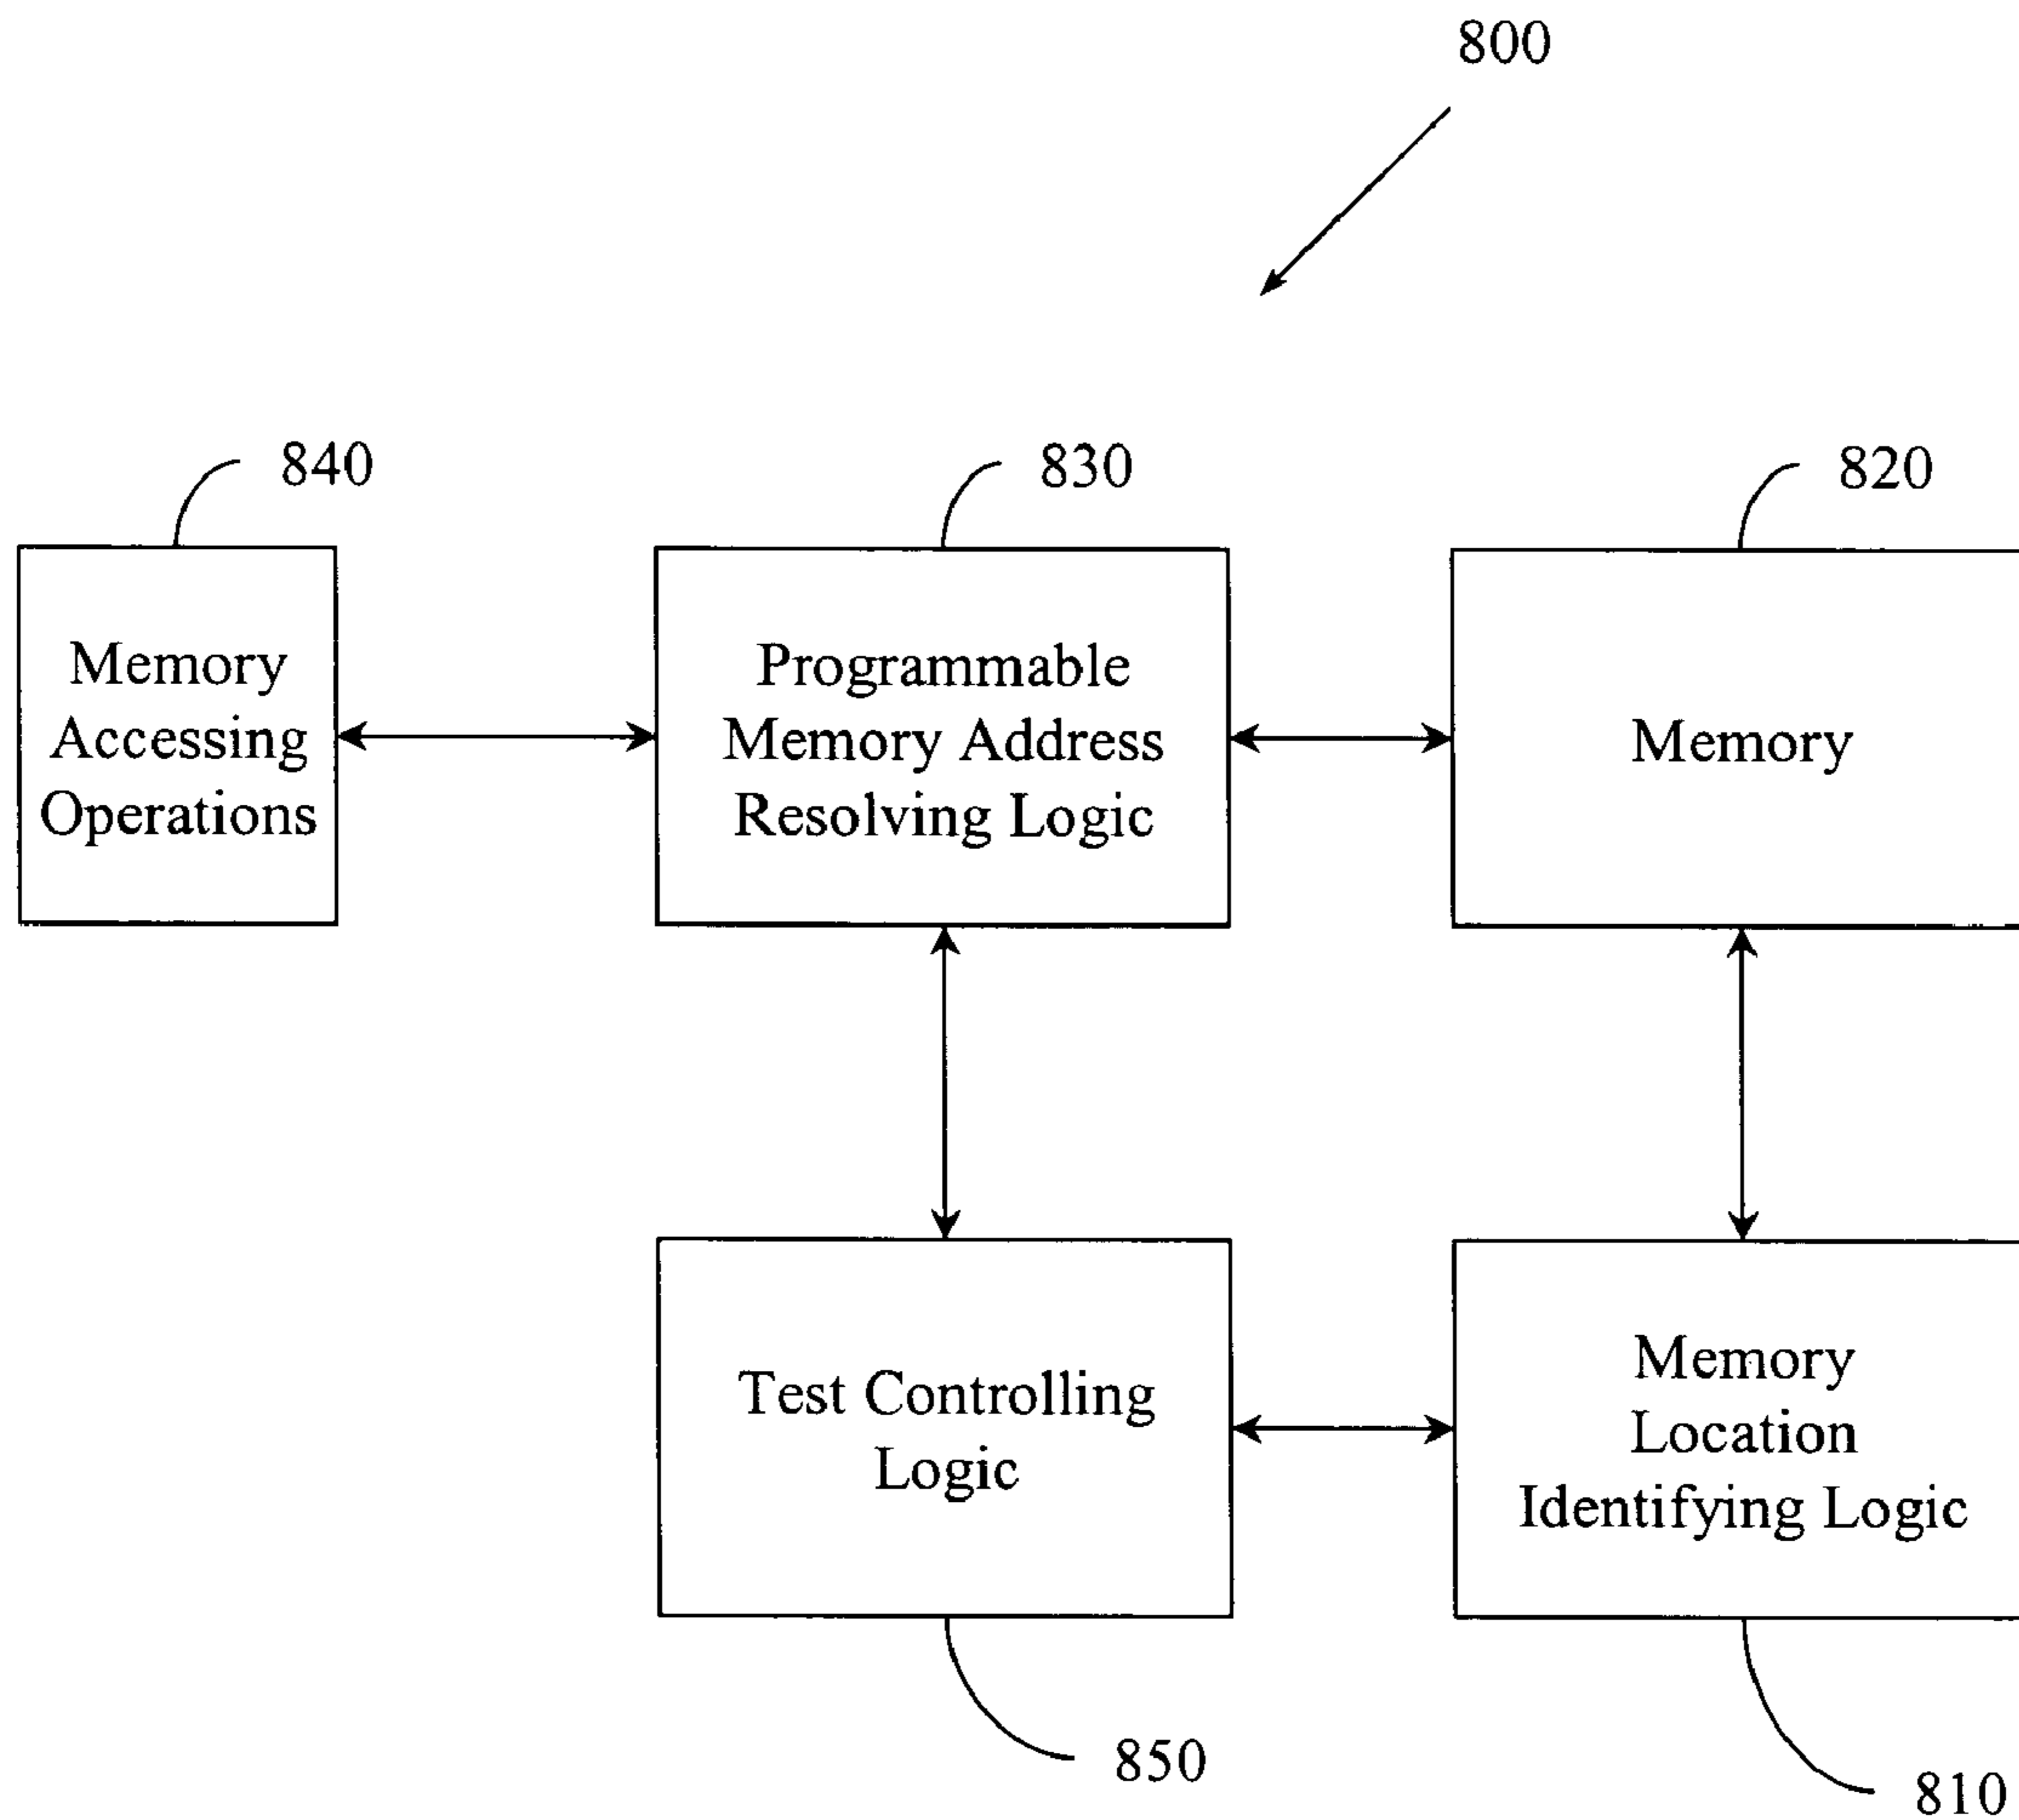 800
840
830
820
Memory
Accessing
Operations
Programmable
Memory Address
Resolving Logic
Memory
Test Controlling
Logic
Memory
Location
Identifying Logic
850
810